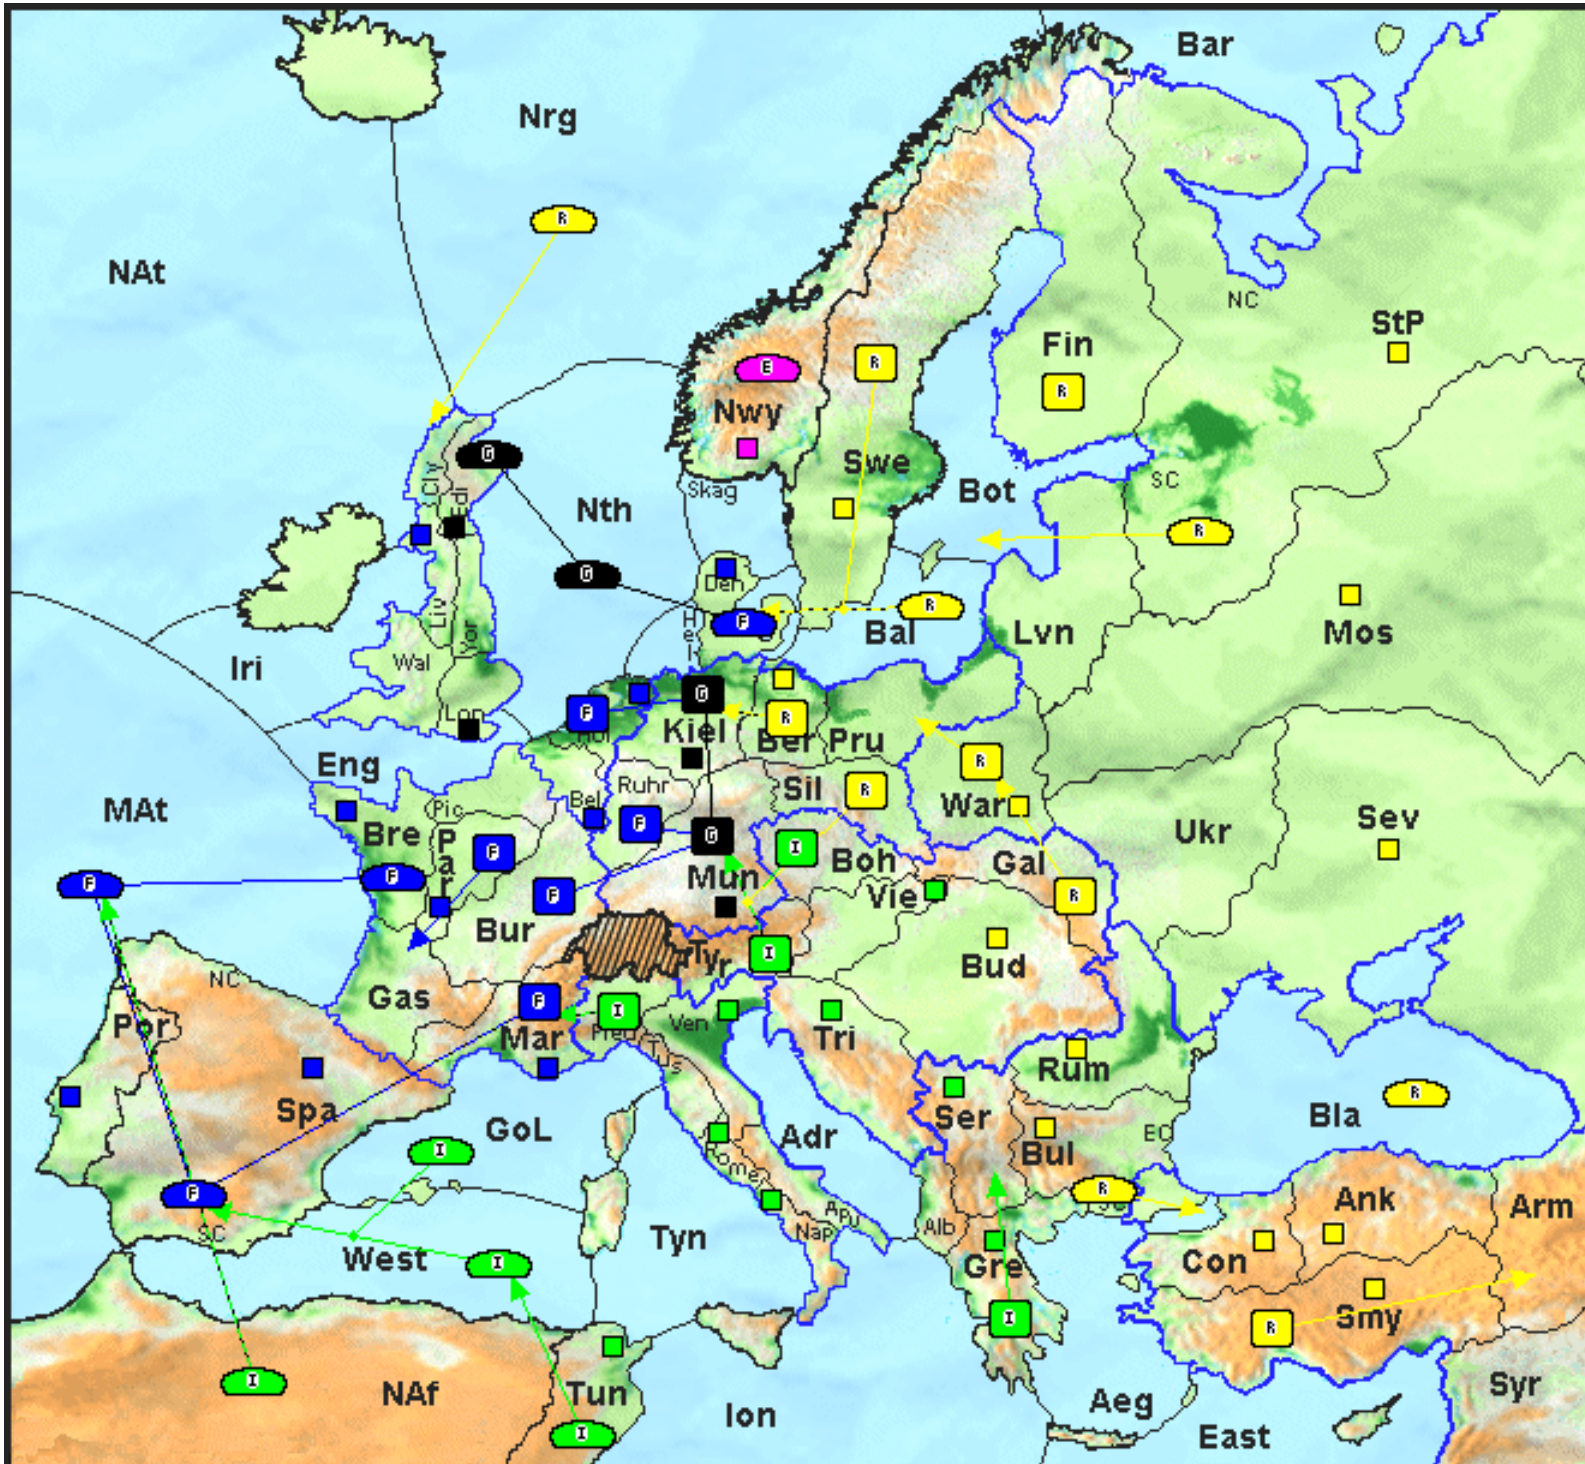 Bar
Nrg
R
NAt
NC
StP
Fin
E
R
R
Nwy
Swe
G
Cly
Edi
Skag
Bot
SC
Nth
R
G
Den
R
F
Hel
Bal
Lvn
Mos
Liv
Yor
Wal
Iri
G
F
R
Lon
Hol
Kiel
Ber
Pru
Eng
R
Ruhr
Sil
R
War
MAt
Pic
Bel
Bre
Par
F
G
I
Boh
Gal
Ukr
Sev
F
F
F
F
Mun
Vie
R
Bur
Tyr
I
Bud
NC
Gas
F
I
Por
Mar
Pied
Ven
Tus
Tri
Rum
Spa
GoL
Ser
R
Bla
Adr
Bul
EC
I
Rome
F
R
Ank
Arm
SC
West
Tyn
Apu
Nap
Alb
I
Gre
Con
I
R
Smy
I
NAf
Tun
Ion
Aeg
Syr
I
East